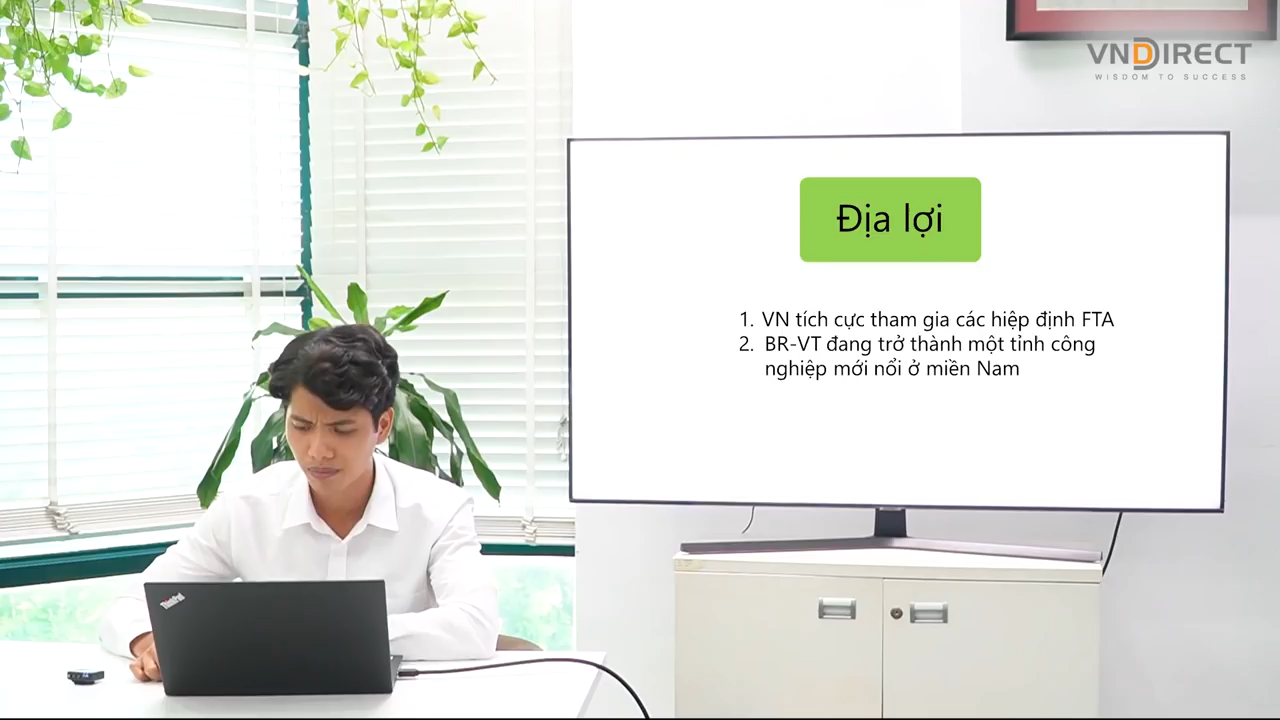 VNDIRECT
WISDOM TO SUCCESS
Địa lợi
1. VN tích cực tham gia các hiệp định FTA
2. BR-VT đang trở thành một tỉnh công
nghiệp mới nổi ở miền Nam
ThinkPad